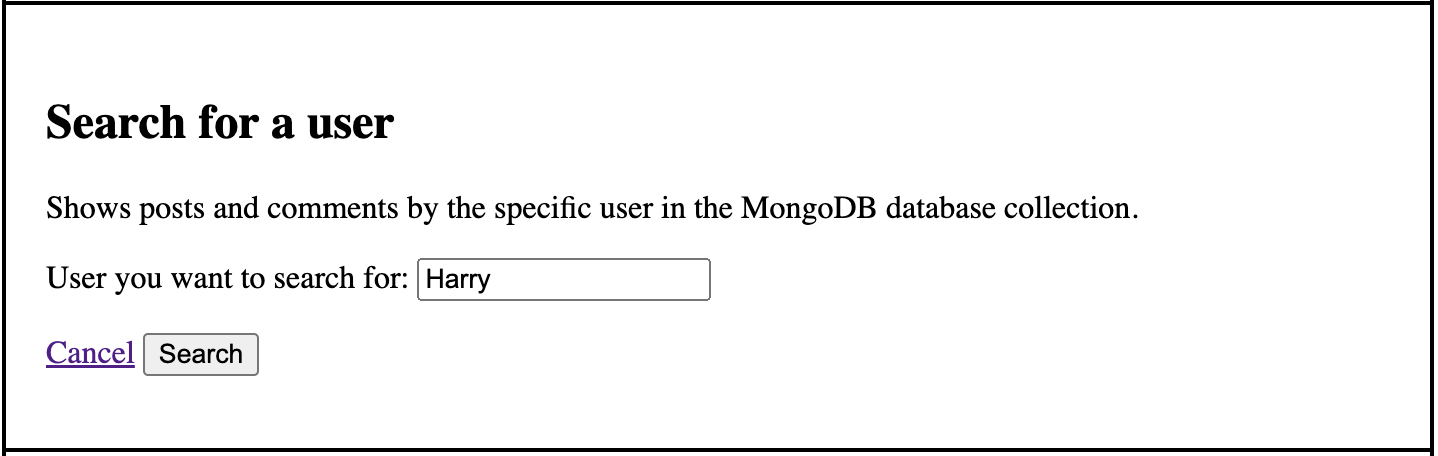 Search for a user
Shows posts and comments by the specific user in the MongoDB database collection.
User you want to search for: Harry
Cancel Search